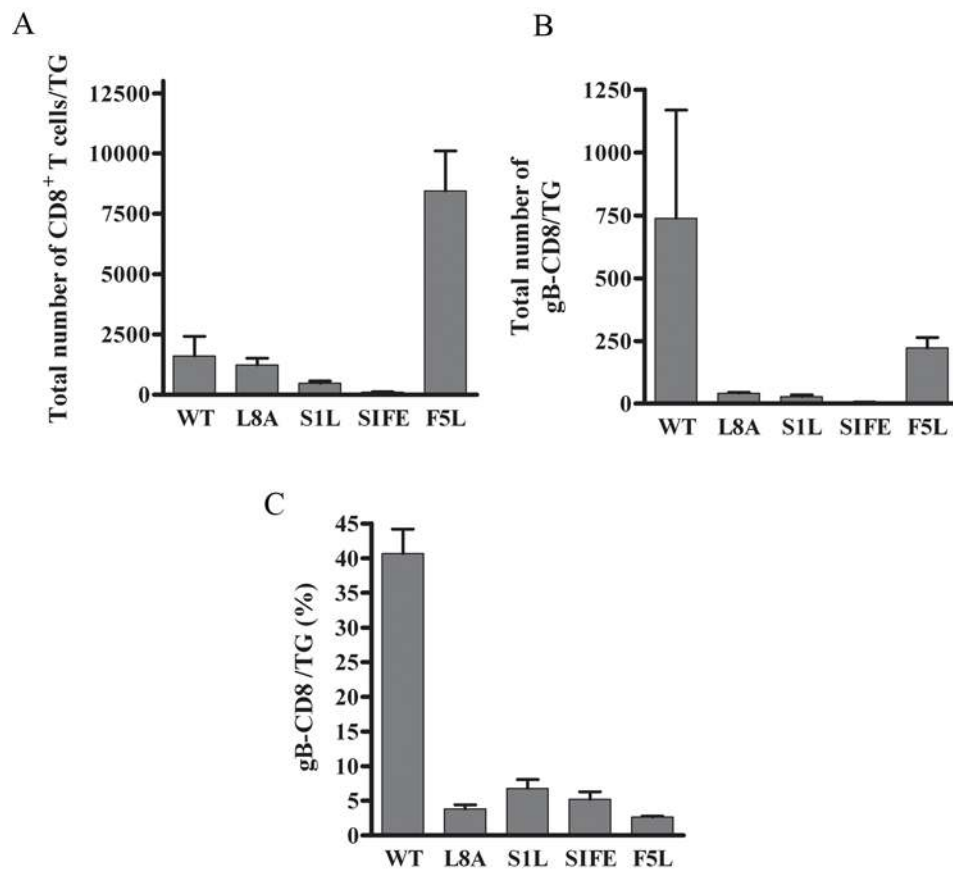 A
Total number of CD8⁺ T cells/TG
12500
10000
7500
5000
2500
0
WT L8A S1L SIFE F5L
B
Total number of
gB-CD8/TG
1250
1000
750
500
250
0
WT L8A S1L SIFE F5L
C
gB-CD8 /TG (%)
45
40
35
30
25
20
15
10
5
0
WT L8A S1L SIFE F5L